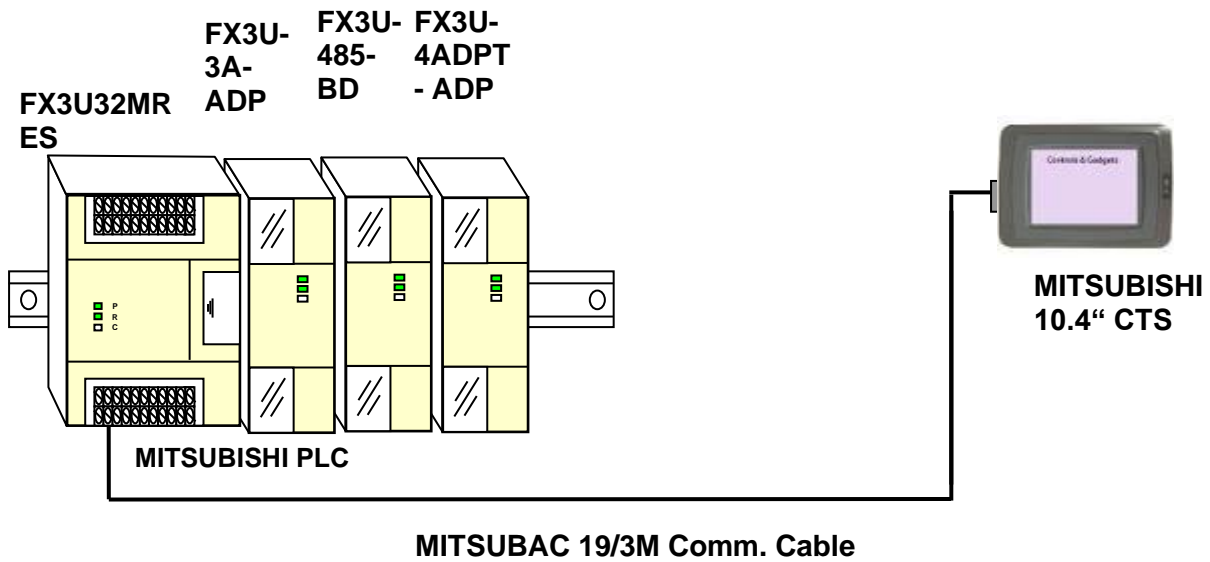 FX3U32MR
ES
FX3U-
3A-
ADP
FX3U-
485-
BD
FX3U-
4ADPT
- ADP
P
R
C
Controls & Gadgets
MITSUBISHI
10.4“ CTS
MITSUBISHI PLC
MITSUBAC 19/3M Comm. Cable